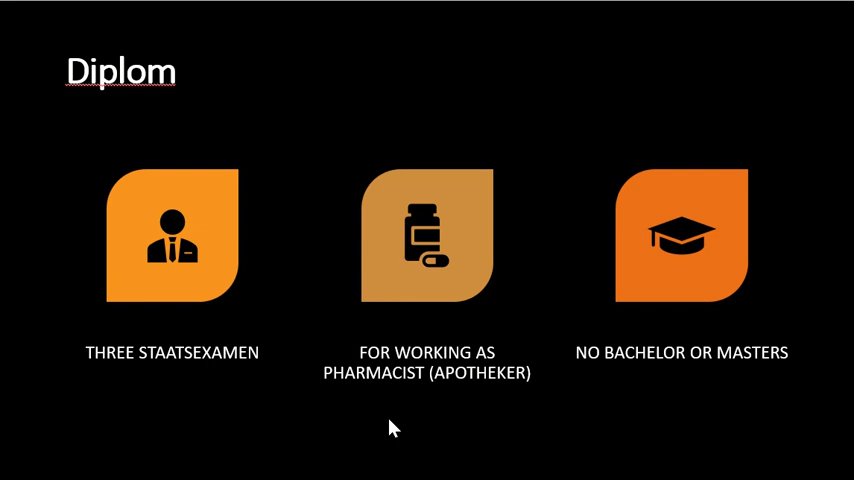 Diplom
THREE STAATSEXAMEN
FOR WORKING AS
PHARMACIST (APOTHEKER)
NO BACHELOR OR MASTERS